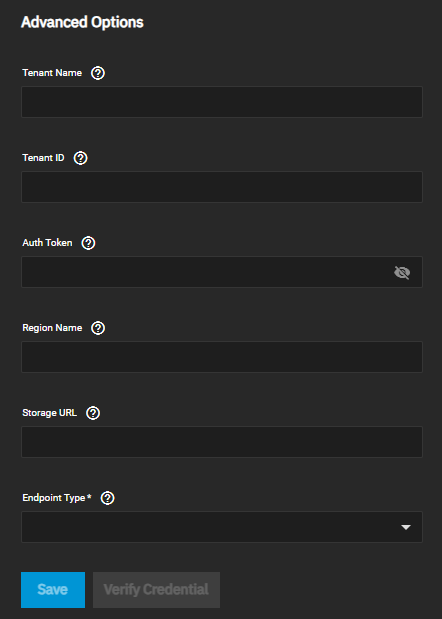 Advanced Options
Tenant Name ?
Tenant ID ?
Auth Token ?
Region Name ?
Storage URL ?
Endpoint Type * ?
Save Verify Credential